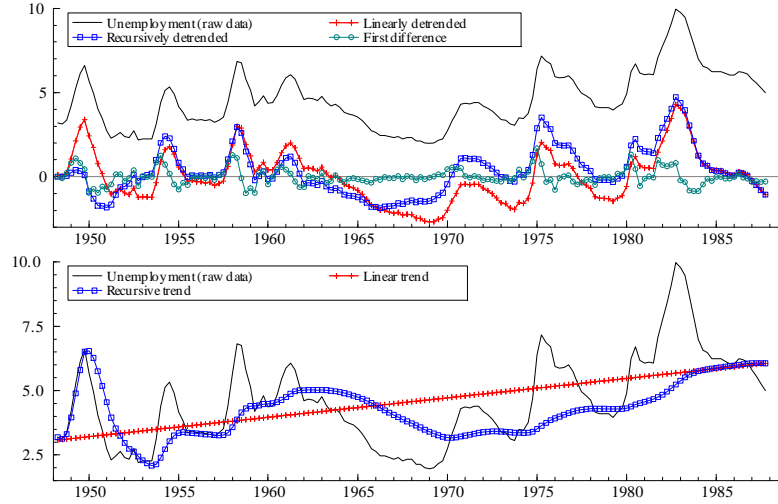 10
Unemployment (raw data) Linearly detrended
Recursively detrended First difference
5
0
1950 1955 1960 1965 1970 1975 1980 1985
10.0
Unemployment (raw data) Linear trend
Recursive trend
7.5
5.0
2.5
1950 1955 1960 1965 1970 1975 1980 1985